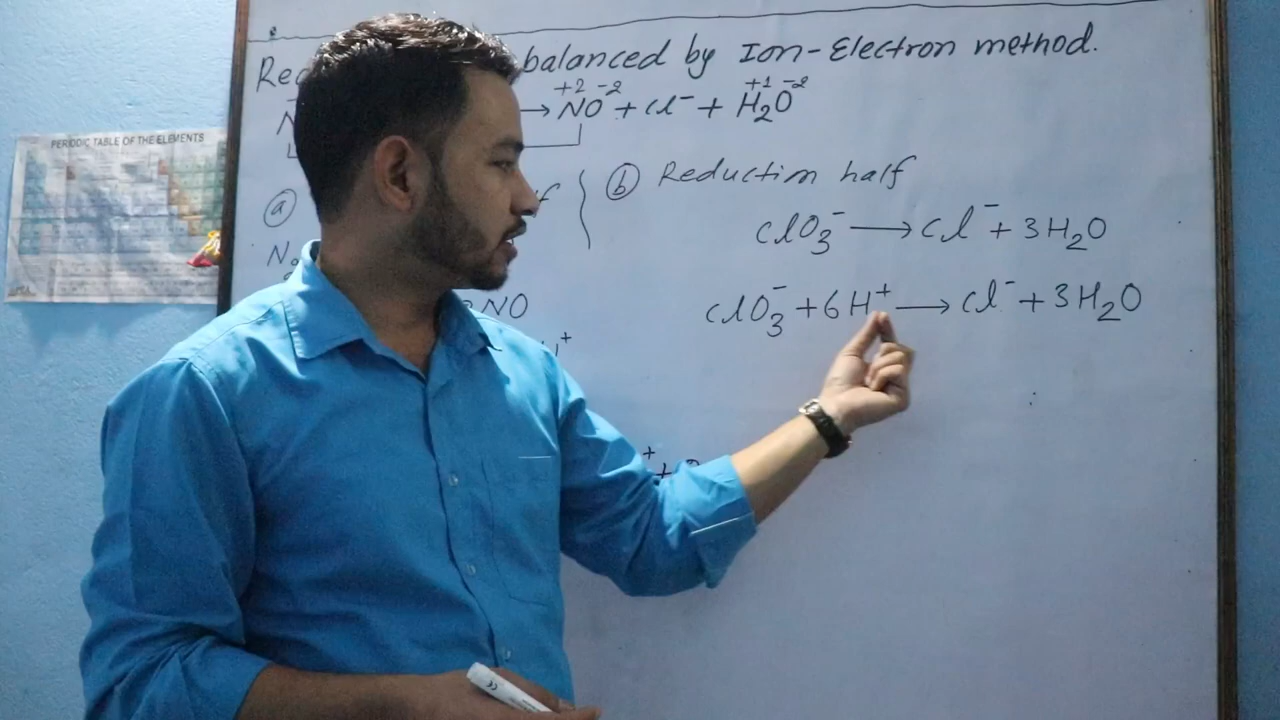 PERIODIC TABLE OF THE ELEMENTS
balanced by Ion-Electron method.
+2 -2 +1 -2
→ NO + Cl⁻ + H₂O
ⓐ
ⓑ Reduction half
ClO₃⁻ → Cl⁻ + 3H₂O
NO
ClO₃⁻ + 6H⁺ → Cl⁻ + 3H₂O